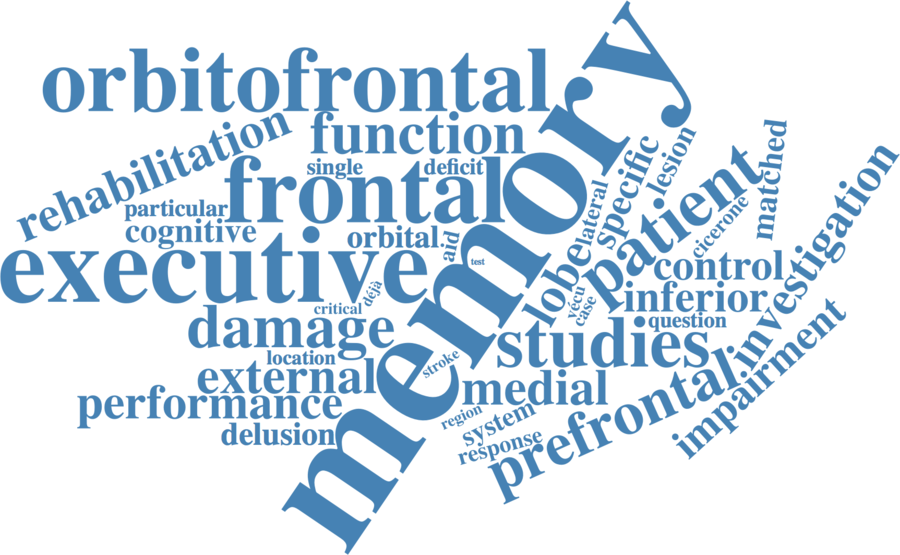 memory
orbitofrontal
function
rehabilitation
single
deficit
frontal
particular
cognitive
orbital
aid
test
executive
critical
déjà
damage
location
external
stroke
performance
delusion
lobe
lateral
specific
lesion
patient
cicerone
matched
vécu
case
control
inferior
question
investigation
studies
medial
region
system
response
prefrontal
impairment